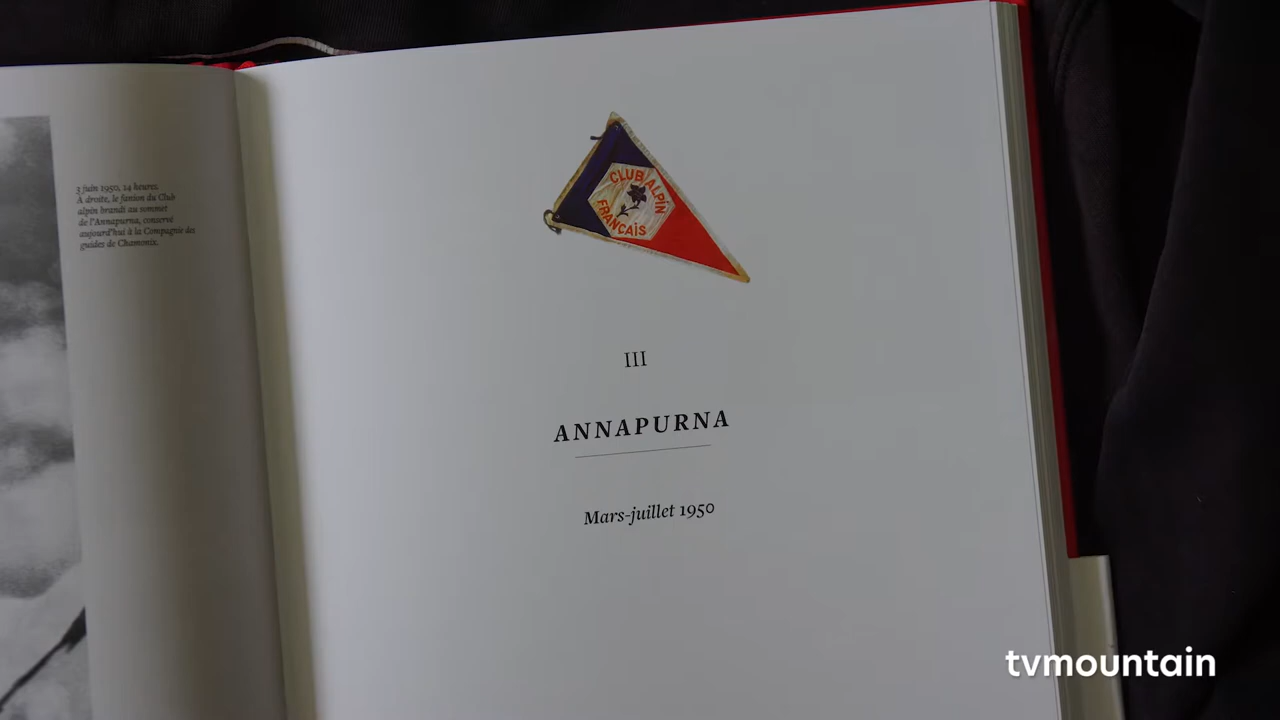 3 juin 1950, 14 heures.
À droite, le fanion du Club
alpin brandi au sommet
de l'Annapurna, conservé
aujourd'hui à la Compagnie des
guides de Chamonix.
CLUB ALPIN
FRANÇAIS
III
ANNAPURNA
Mars-juillet 1950
tvmountain